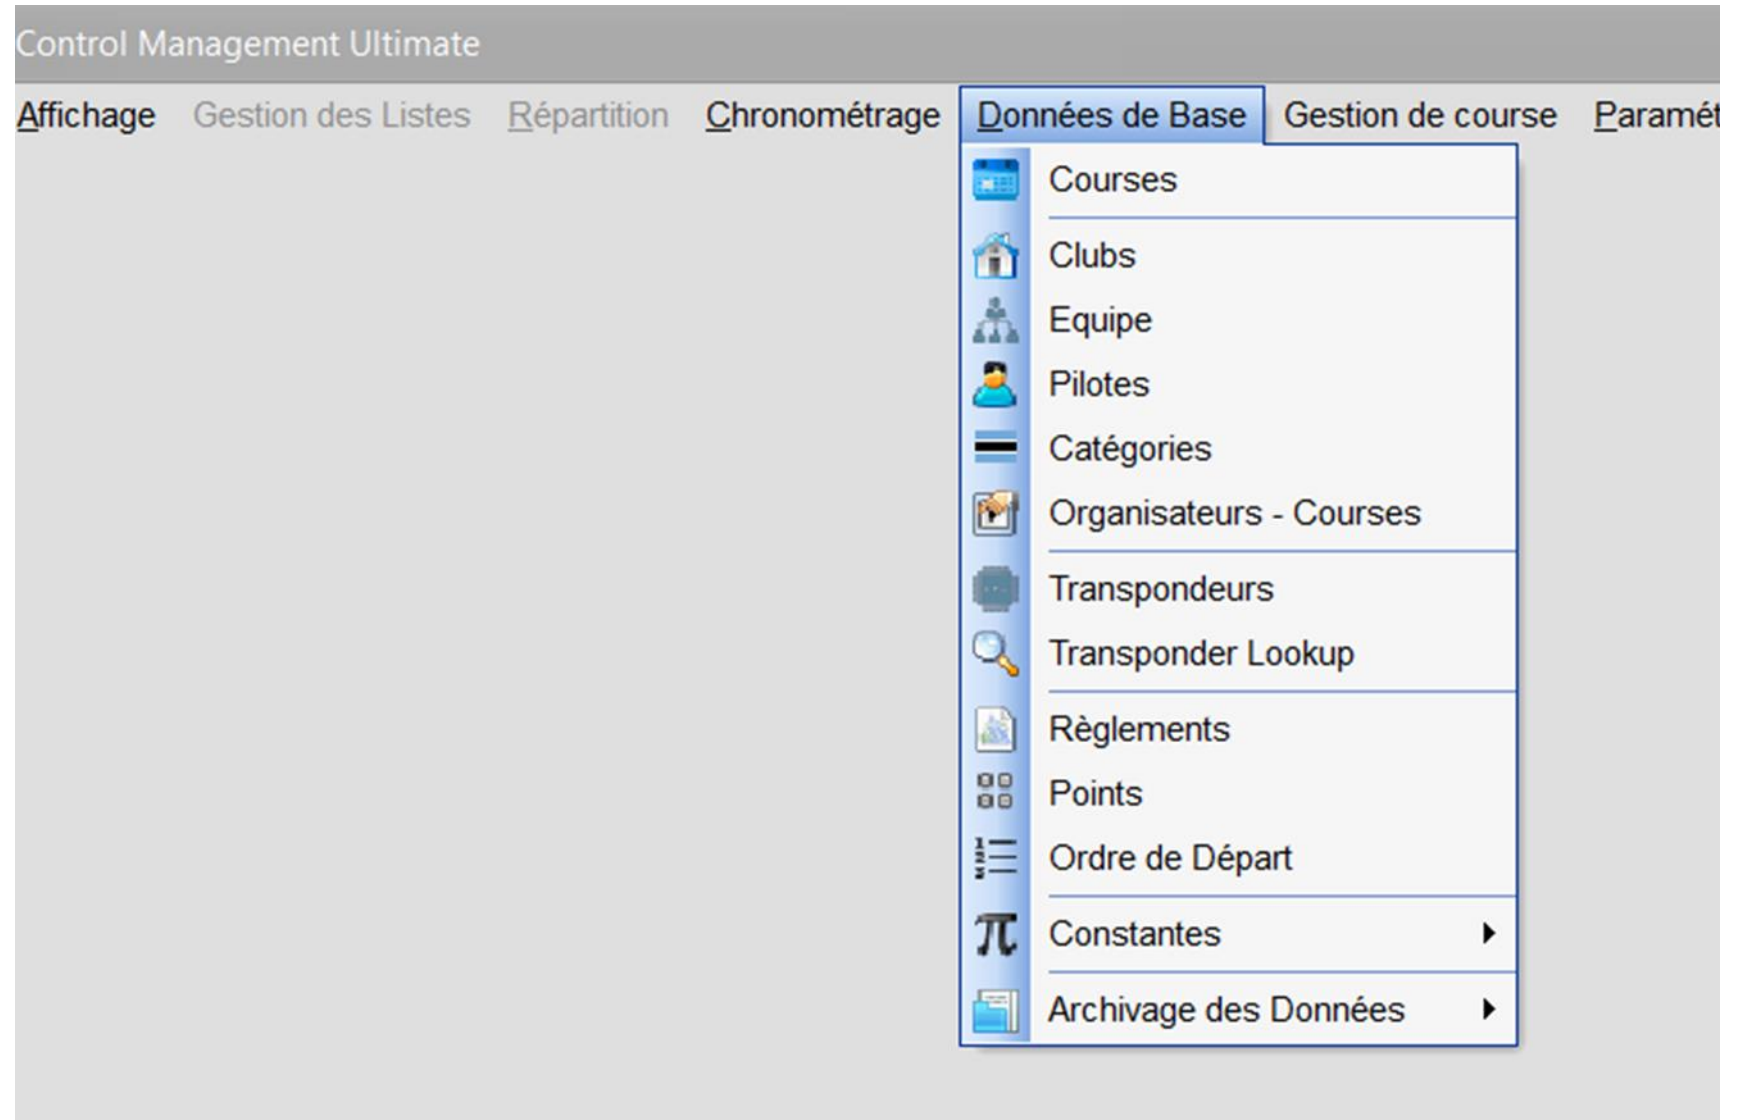 Control Management Ultimate
Affichage Gestion des Listes Répartition Chronométrage Données de Base Gestion de course Paramét
Courses
Clubs
Equipe
Pilotes
Catégories
Organisateurs - Courses
Transpondeurs
Transponder Lookup
Règlements
Points
Ordre de Départ
Constantes
Archivage des Données